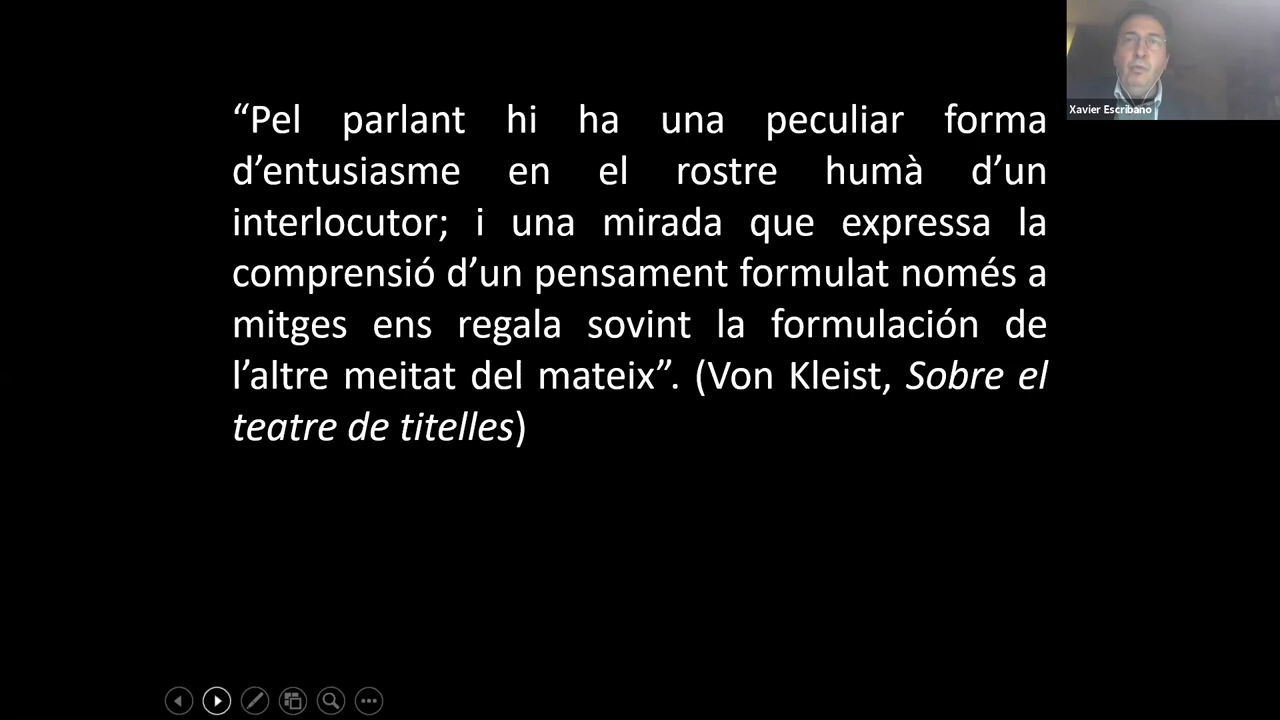 Xavier Escribano
“Pel parlant hi ha una peculiar forma
d’entusiasme en el rostre humà d’un
interlocutor; i una mirada que expressa la
comprensió d’un pensament formulat només a
mitges ens regala sovint la formulación de
l’altre meitat del mateix”. (Von Kleist, Sobre el
teatre de titelles)